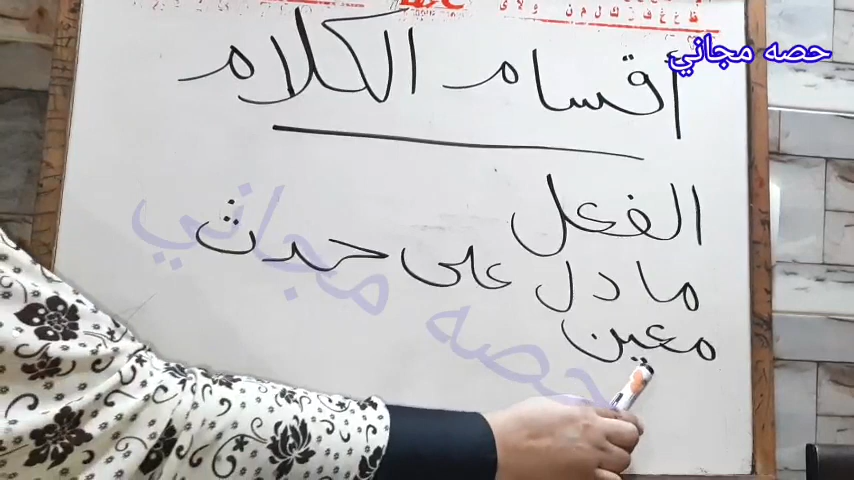 حصه مجاني
اقسام الكلام
الفعل
ما دل على حدث
معين
حصه مجاني